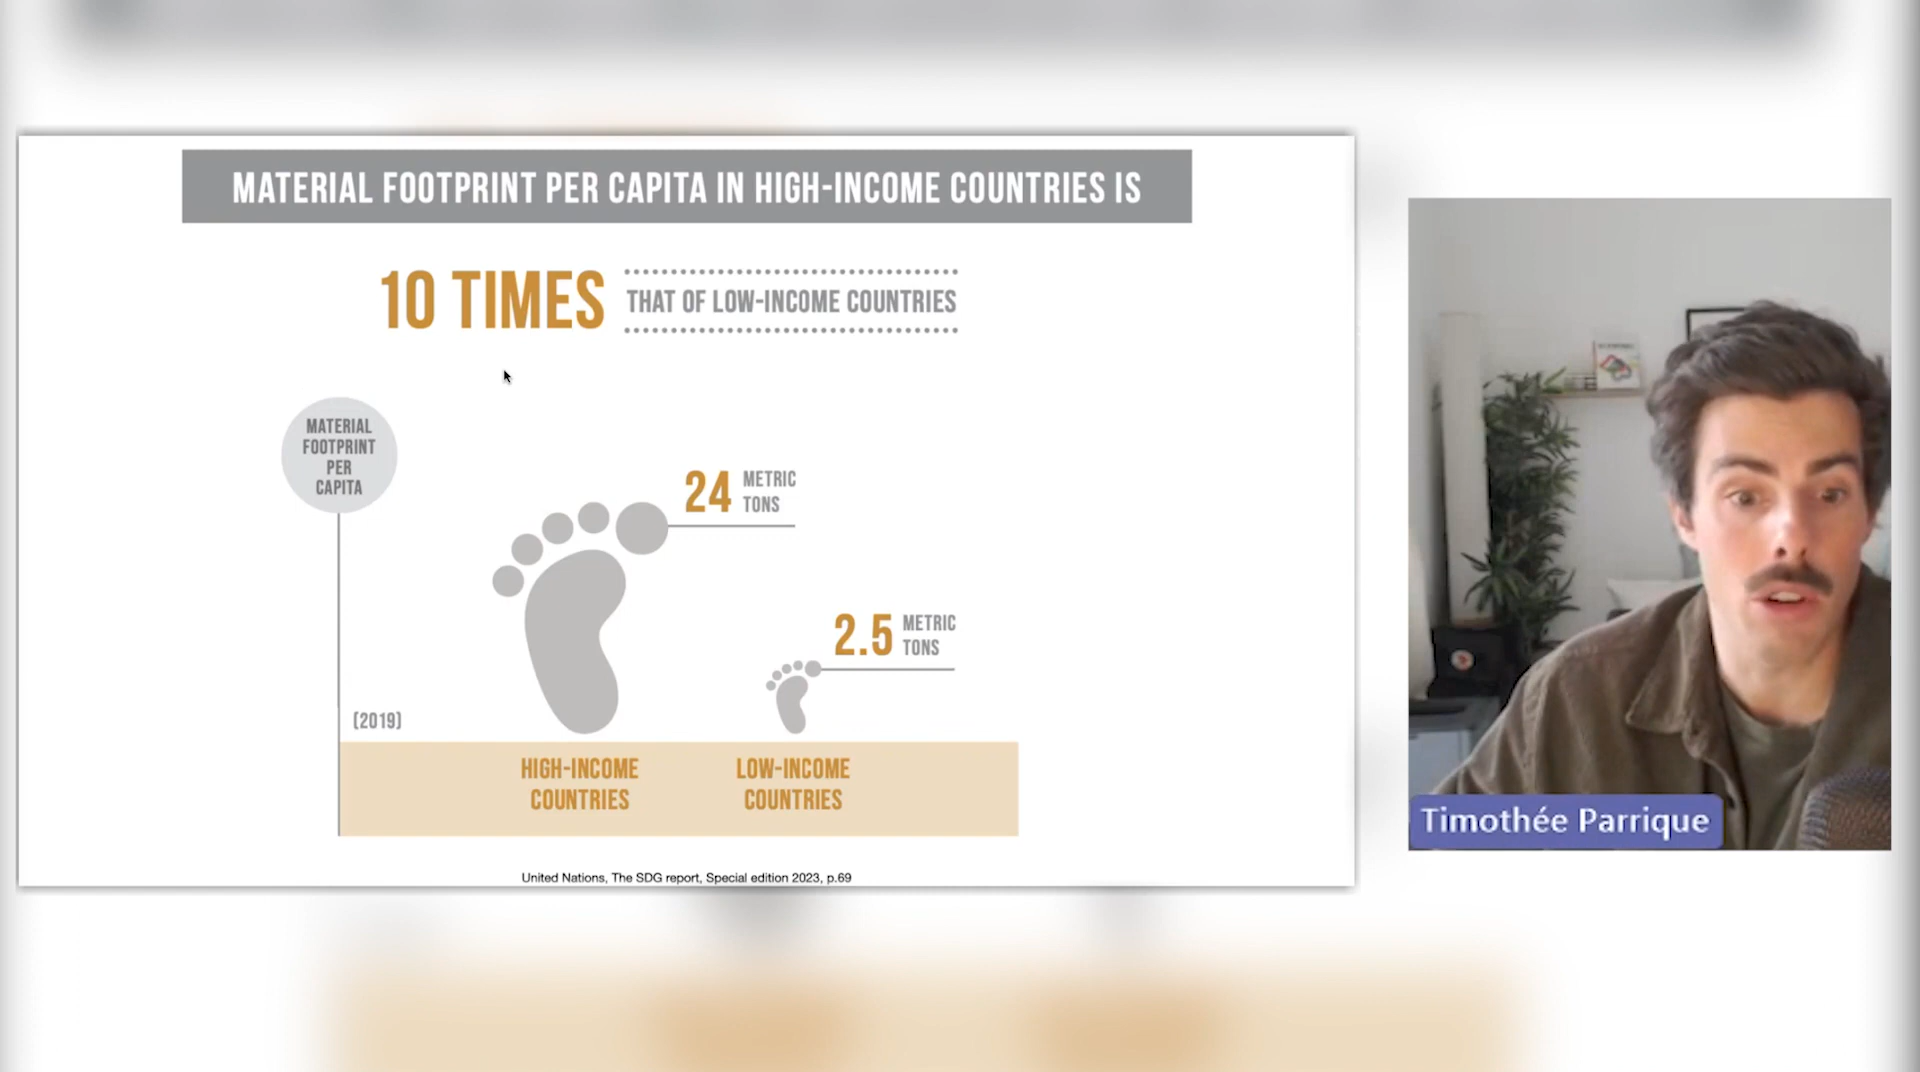 MATERIAL FOOTPRINT PER CAPITA IN HIGH-INCOME COUNTRIES IS
10 TIMES
THAT OF LOW-INCOME COUNTRIES
MATERIAL
FOOTPRINT
PER
CAPITA
24 METRIC
TONS
2.5 METRIC
TONS
(2019)
HIGH-INCOME
COUNTRIES
LOW-INCOME
COUNTRIES
United Nations, The SDG report, Special edition 2023, p.69
Timothée Parrique